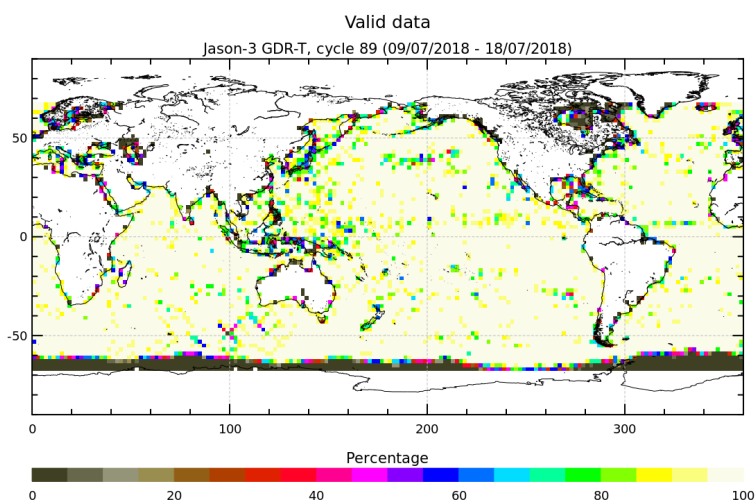 Valid data
Jason-3 GDR-T, cycle 89 (09/07/2018 - 18/07/2018)
50
0
-50
0 100 200 300
Percentage
0 20 40 60 80 100